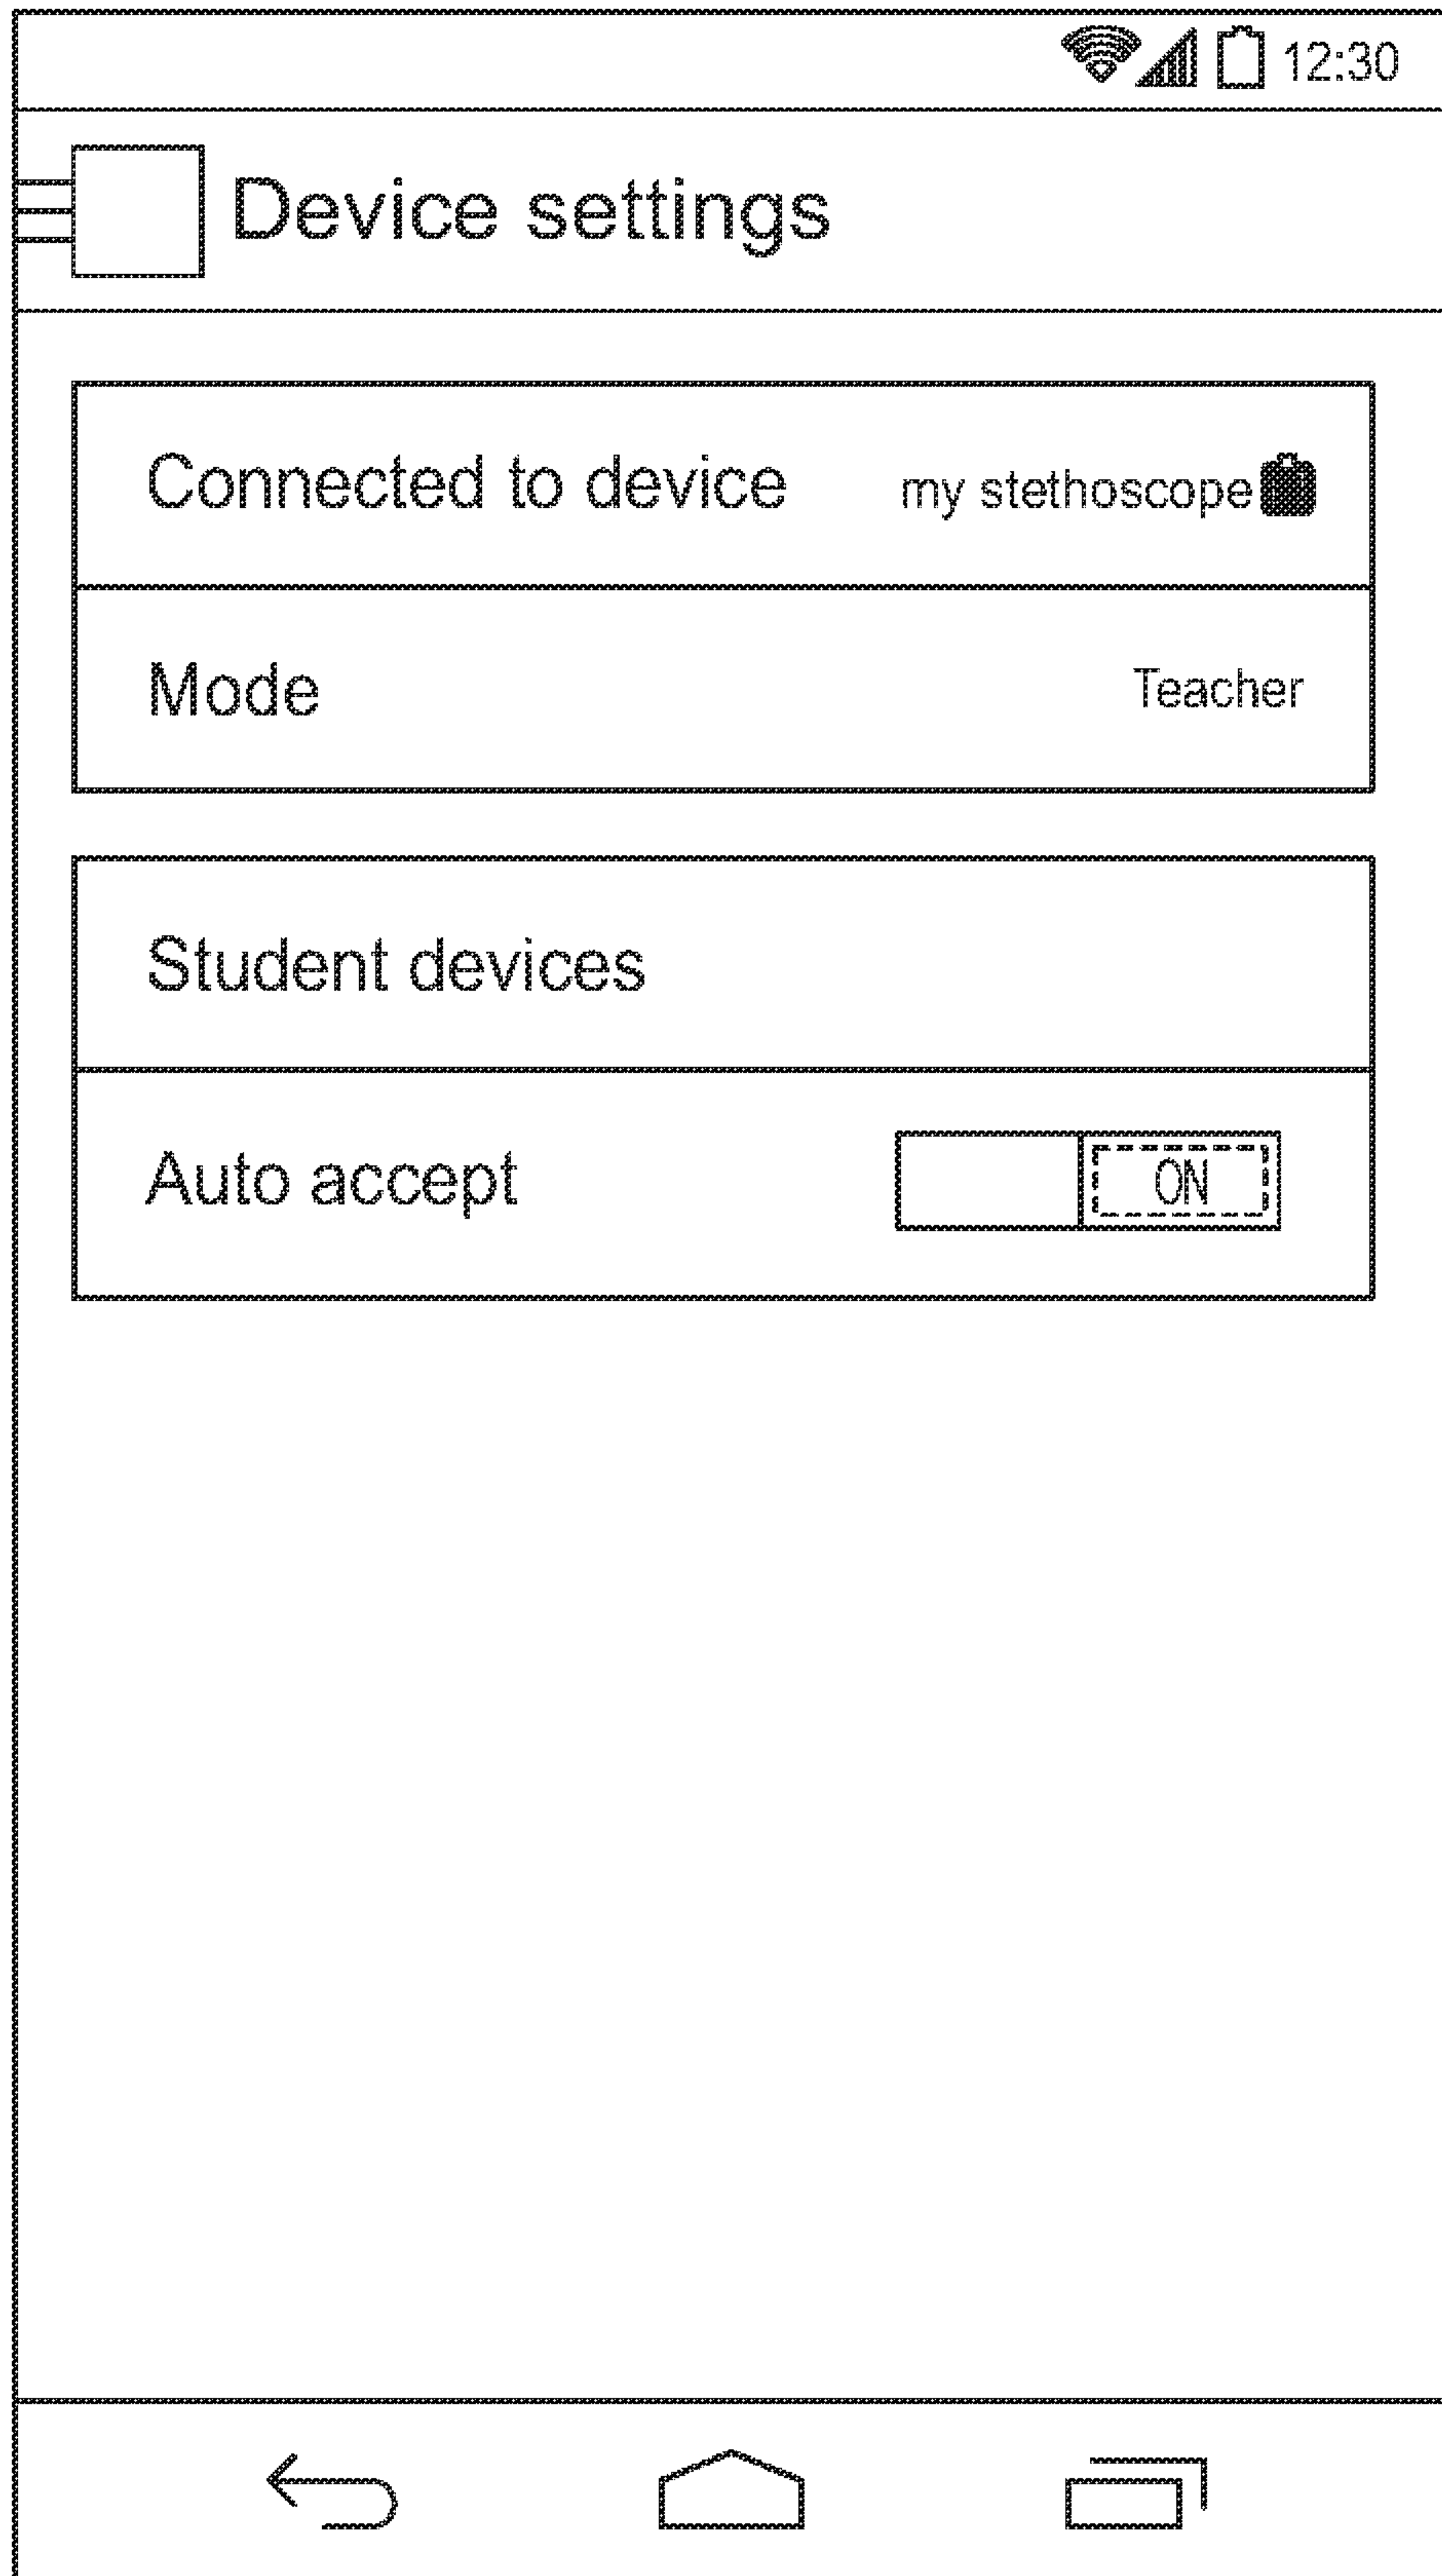 12:30
Device settings
Connected to device my stethoscope
Mode Teacher
Student devices
Auto accept ON